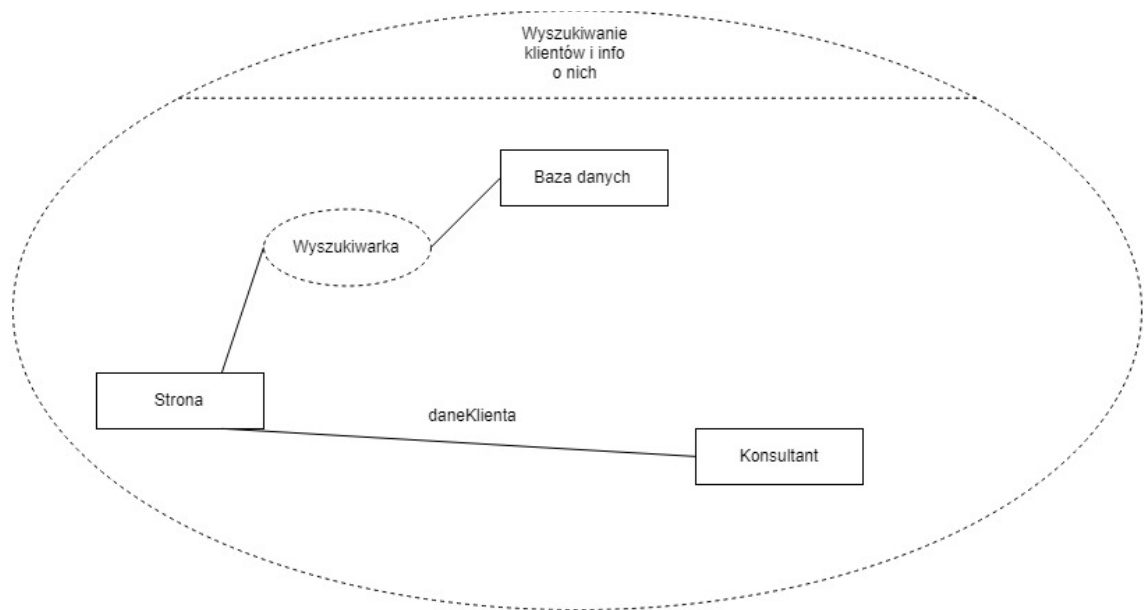 Wyszukiwanie
klientów i info
o nich
Baza danych
Wyszukiwarka
Strona
daneKlienta
Konsultant